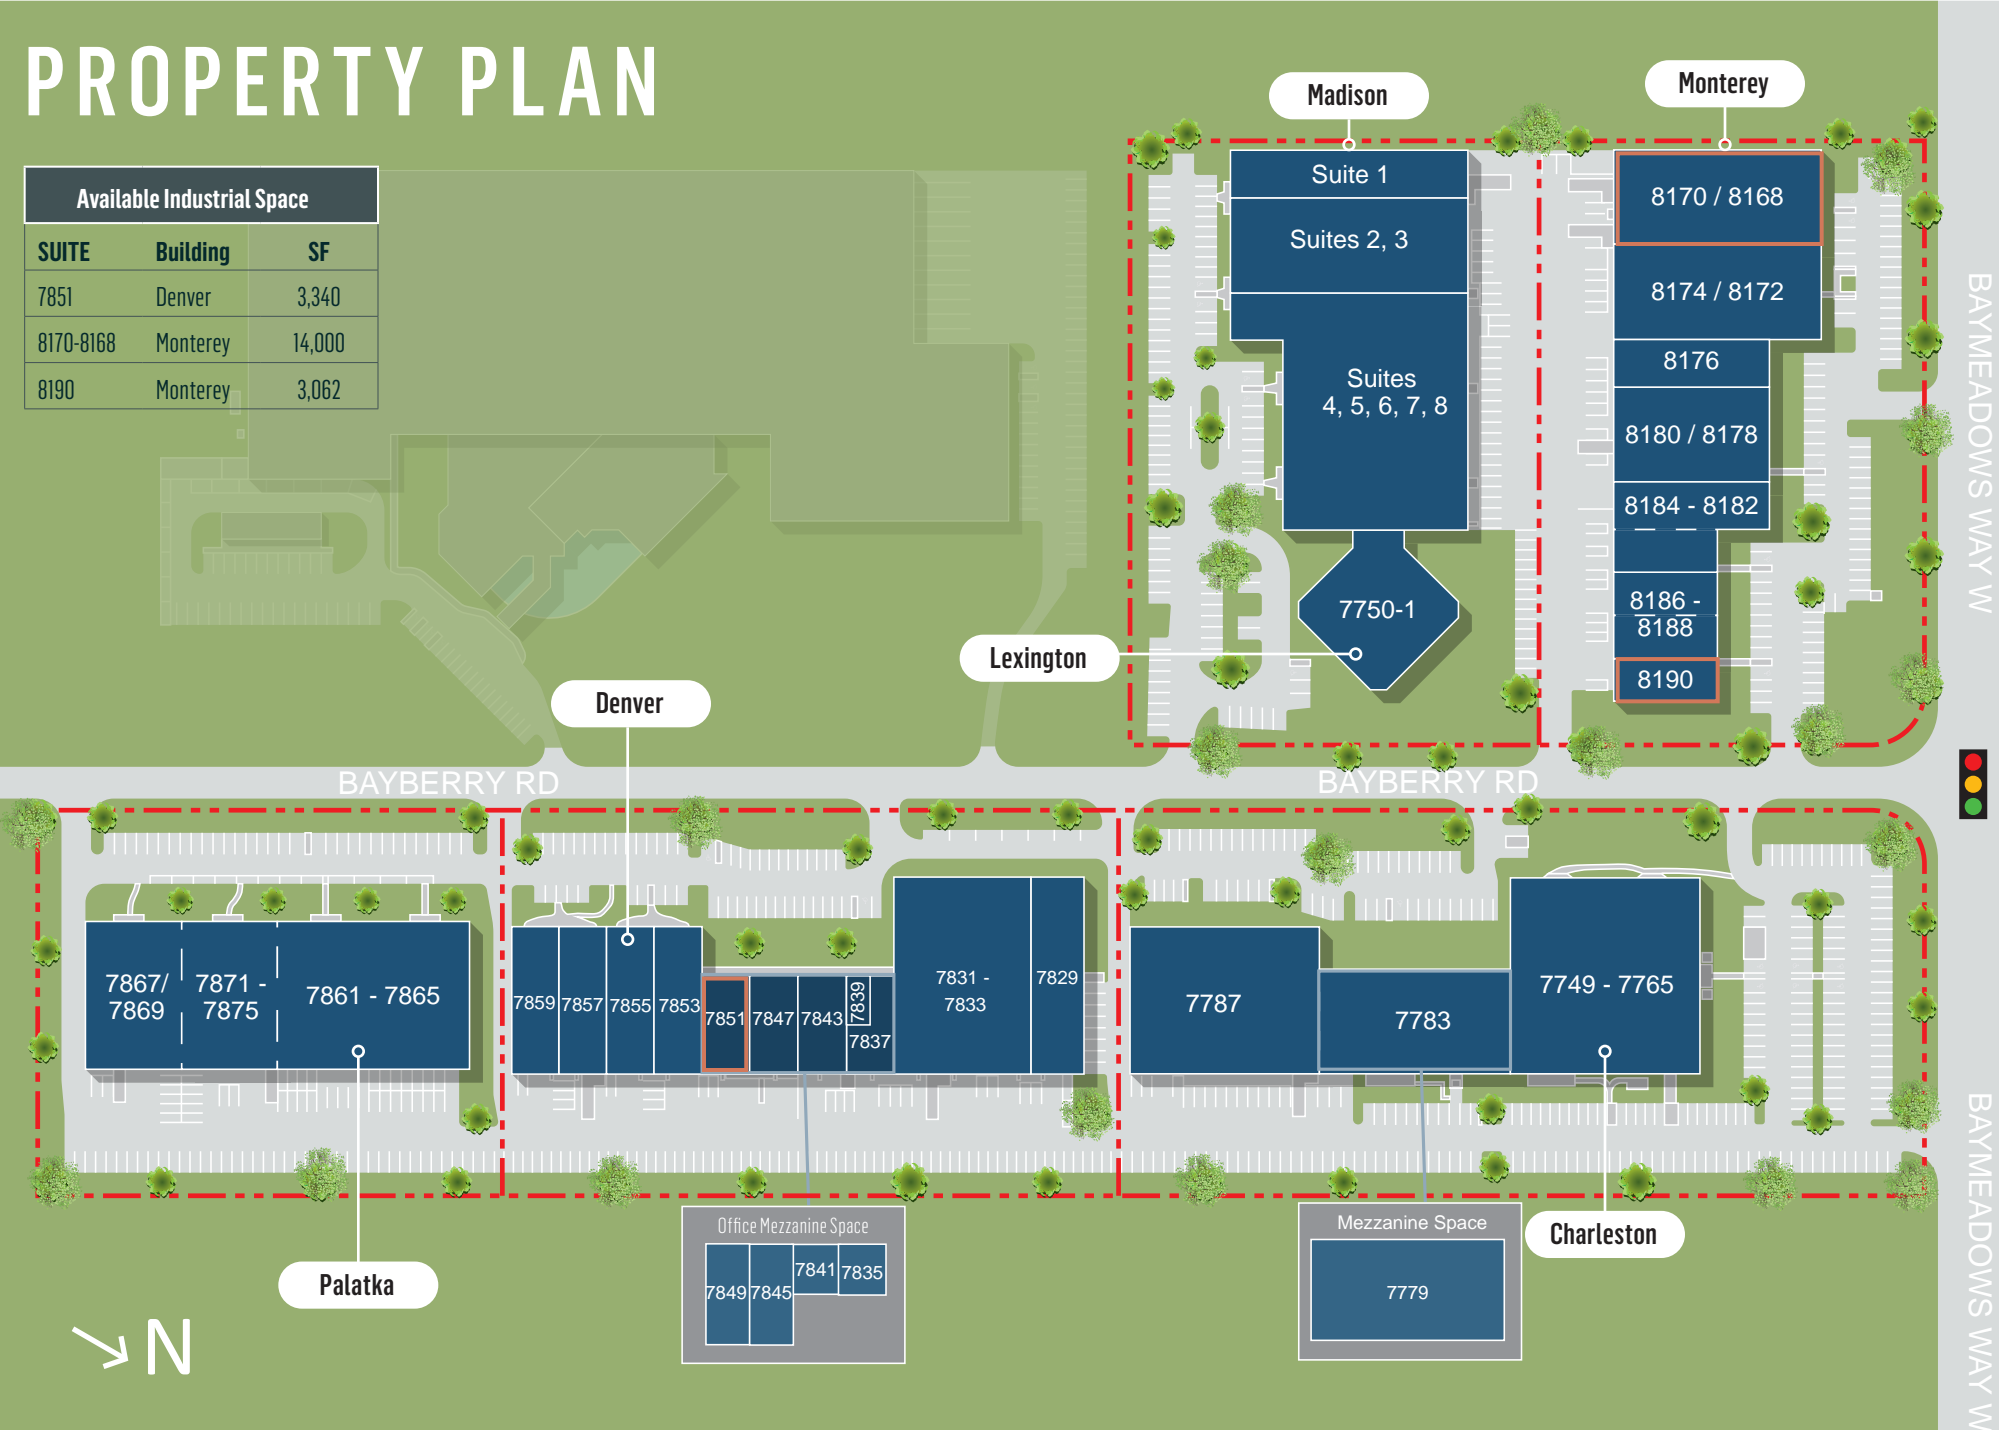 PROPERTY PLAN
Available Industrial Space
SUITE Building SF
7851 Denver 3,340
8170-8168 Monterey 14,000
8190 Monterey 3,062
Madison
Monterey
Suite 1
Suites 2, 3
Suites
4, 5, 6, 7, 8
7750-1
Lexington
8170 / 8168
8174 / 8172
8176
8180 / 8178
8184 - 8182
8186 -
8188
8190
BAYMEADOWS WAY W
Denver
BAYBERRY RD
BAYBERRY RD
7867/
7869
7871 -
7875
7861 - 7865
7859
7857
7855
7853
7851
7847
7843
7839
7837
7831 -
7833
7829
7787
7783
7749 - 7765
BAYMEADOWS WAY W
Palatka
Office Mezzanine Space
7849
7845
7841
7835
Mezzanine Space
7779
Charleston
N